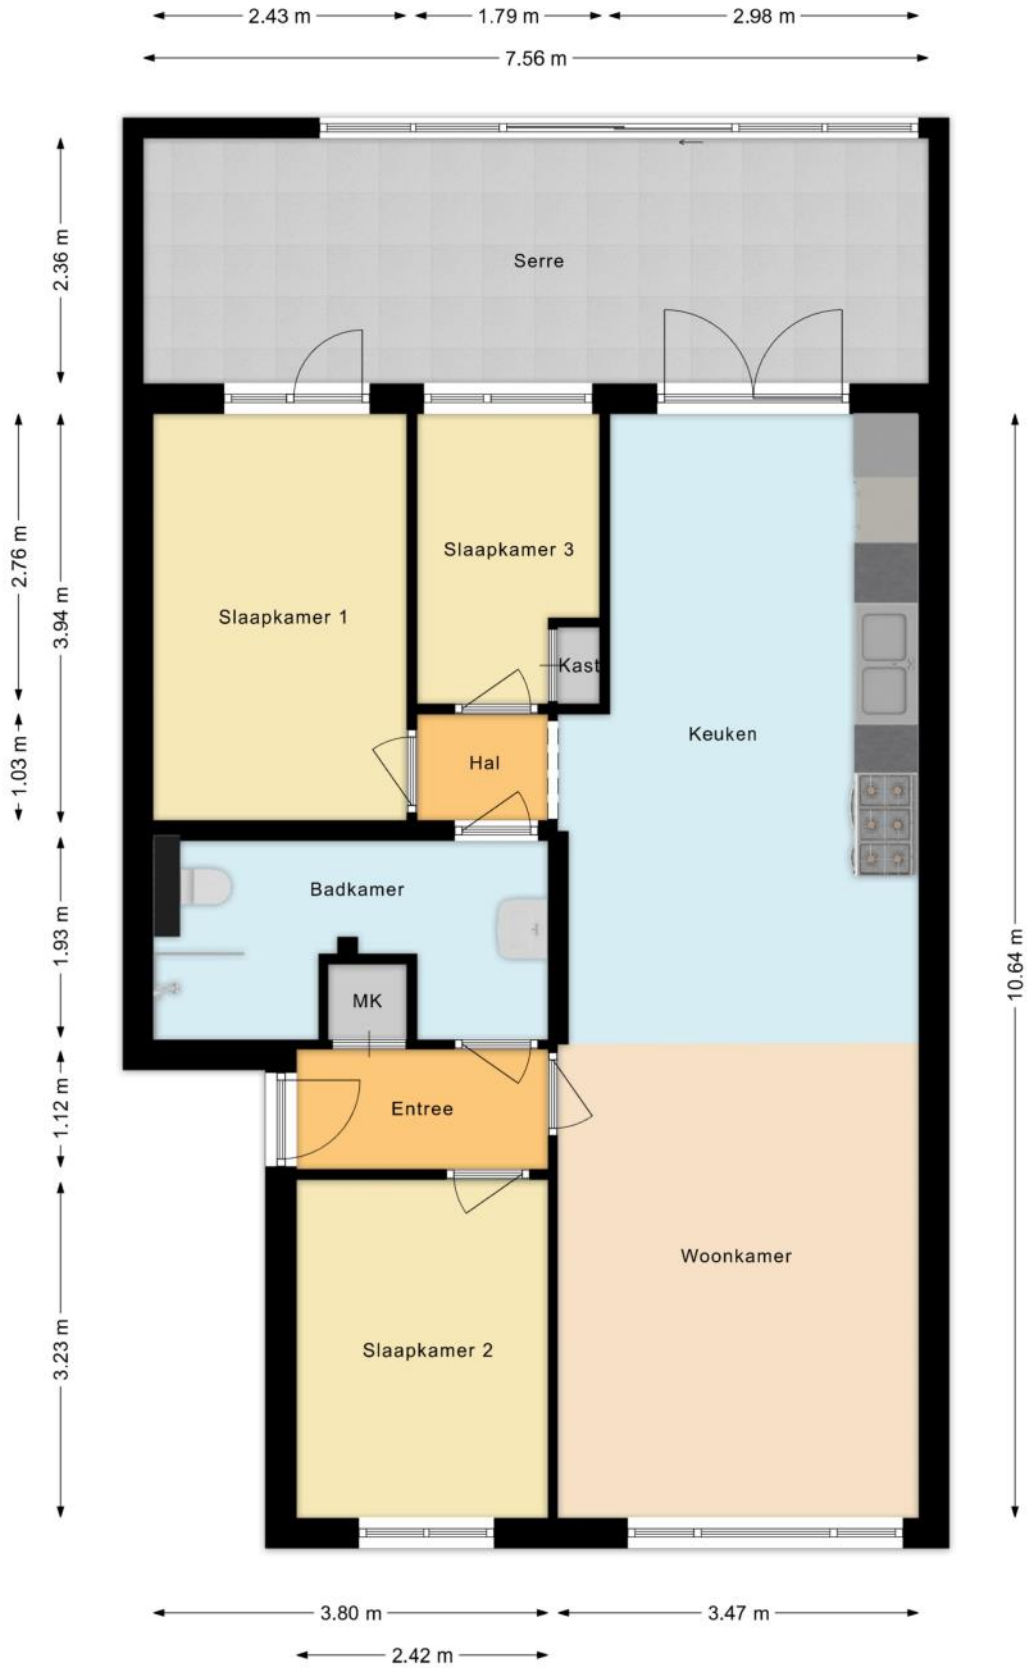 2.43 m
1.79 m
2.98 m
7.56 m
2.36 m
Serre
2.76 m
3.94 m
Slaapkamer 3
Slaapkamer 1
Kast
Keuken
1.03 m
Hal
Badkamer
1.93 m
10.64 m
MK
Entree
1.12 m
Woonkamer
3.23 m
Slaapkamer 2
3.80 m
3.47 m
2.42 m